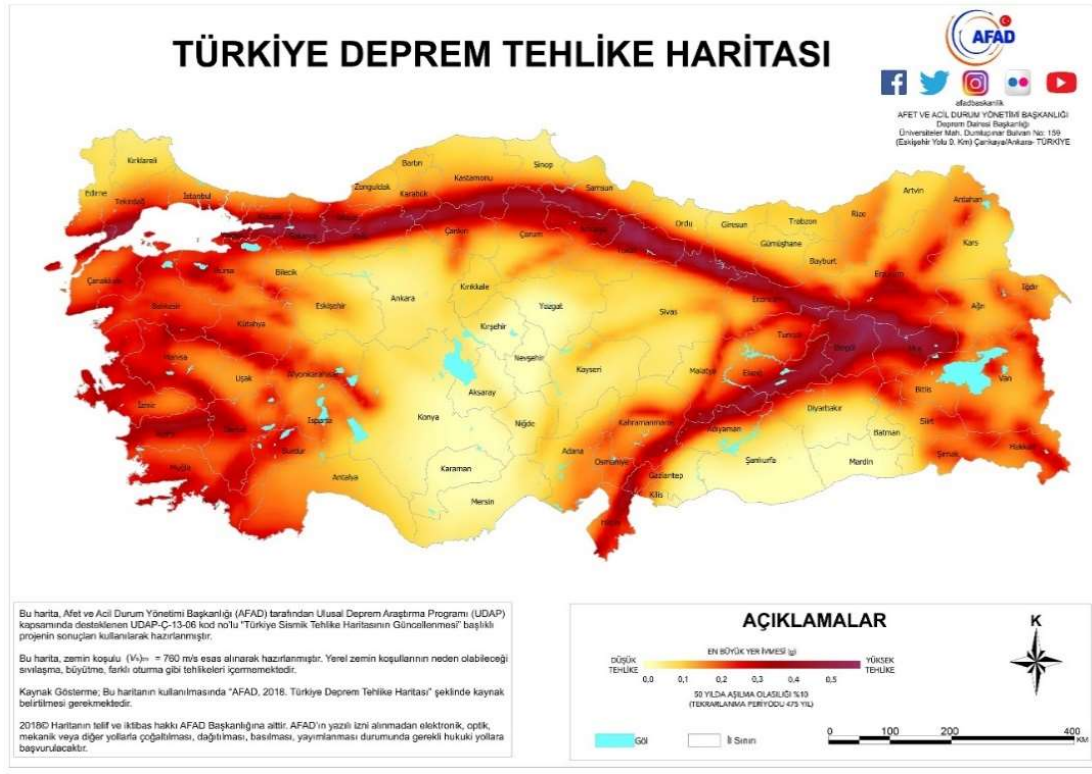 TÜRKİYE DEPREM TEHLİKE HARİTASI
AFAD
afadbaskanlik
AFET VE ACİL DURUM YÖNETİMİ BAŞKANLIĞI
Deprem Dairesi Başkanlığı
Üniversiteler Mah. Dumlupınar Bulvarı No: 159
(Eskişehir Yolu 9. Km) Çankaya/Ankara- TÜRKİYE
Kırklareli
Edirne
Tekirdağ
İstanbul
Zonguldak
Bartın
Karabük
Kastamonu
Sinop
Samsun
Ordu
Giresun
Trabzon
Rize
Artvin
Ardahan
Kars
Gümüşhane
Bayburt
Erzurum
Iğdır
Ağrı
Çanakkale
Bursa
Bilecik
Balıkesir
Kütahya
Eskişehir
Ankara
Çankırı
Çorum
Kırıkkale
Yozgat
Kırşehir
Sivas
Erzincan
Tunceli
Bingöl
Muş
Manisa
Uşak
Afyonkarahisar
Nevşehir
Kayseri
Malatya
Elazığ
Bitlis
Van
İzmir
Isparta
Konya
Aksaray
Niğde
Kahramanmaraş
Adıyaman
Diyarbakır
Batman
Siirt
Şırnak
Hakkari
Muğla
Burdur
Antalya
Karaman
Mersin
Adana
Osmaniye
Gaziantep
Kilis
Şanlıurfa
Mardin
Hatay
Bu harita, Afet ve Acil Durum Yönetimi Başkanlığı (AFAD) tarafından Ulusal Deprem Araştırma Programı (UDAP)
kapsamında desteklenen UDAP-Ç-13-06 kod no'lu "Türkiye Sismik Tehlike Haritasının Güncellenmesi" başlıklı
projenin sonuçları kullanılarak hazırlanmıştır.
Bu harita, zemin koşulu (Vs)30 = 760 m/s esas alınarak hazırlanmıştır. Yerel zemin koşullarının neden olabileceği
sıvılaşma, büyütme, farklı oturma gibi tehlikeleri içermemektedir.
Kaynak Gösterme; Bu haritanın kullanılmasında "AFAD, 2018. Türkiye Deprem Tehlike Haritası" şeklinde kaynak
belirtilmesi gerekmektedir.
2018© Haritanın telif ve iktibas hakkı AFAD Başkanlığına aittir. AFAD'ın yazılı izni alınmadan elektronik, optik,
mekanik veya diğer yollarla çoğaltılması, dağıtılması, basılması, yayımlanması durumunda gerekli hukuki yollara
başvurulacaktır.
AÇIKLAMALAR
EN BÜYÜK YER İVMESİ (g)
DÜŞÜK TEHLİKE
YÜKSEK TEHLİKE
0,0 0,1 0,2 0,3 0,4 0,5
50 YILDA AŞILMA OLASILIĞI %10
(TEKRARLANMA PERİYODU 475 YIL)
Göl
İl Sınırı
K
0 100 200 400
KM